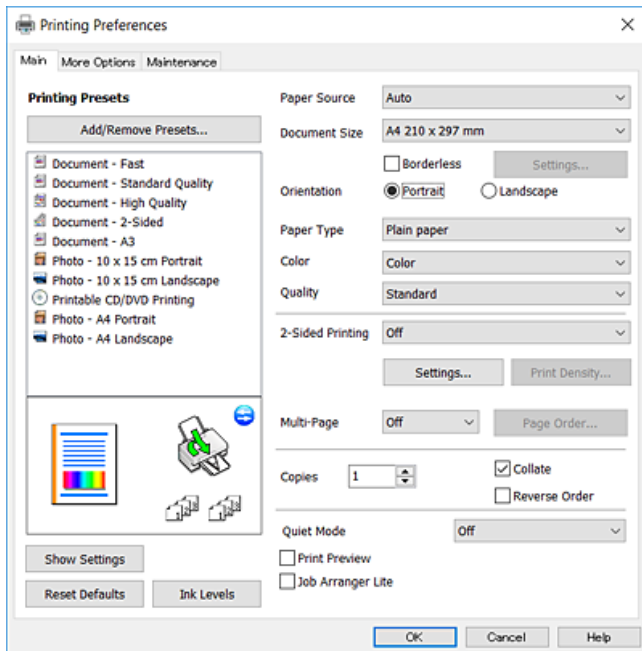 Printing Preferences
Main More Options Maintenance
Printing Presets
Add/Remove Presets...
Document - Fast
Document - Standard Quality
Document - High Quality
Document - 2-Sided
Document - A3
Photo - 10 x 15 cm Portrait
Photo - 10 x 15 cm Landscape
Printable CD/DVD Printing
Photo - A4 Portrait
Photo - A4 Landscape
Show Settings
Reset Defaults Ink Levels
Paper Source Auto
Document Size A4 210 x 297 mm
Borderless Settings...
Orientation Portrait Landscape
Paper Type Plain paper
Color Color
Quality Standard
2-Sided Printing Off
Settings... Print Density...
Multi-Page Off Page Order...
Copies 1 Collate
Reverse Order
Quiet Mode Off
Print Preview
Job Arranger Lite
OK Cancel Help